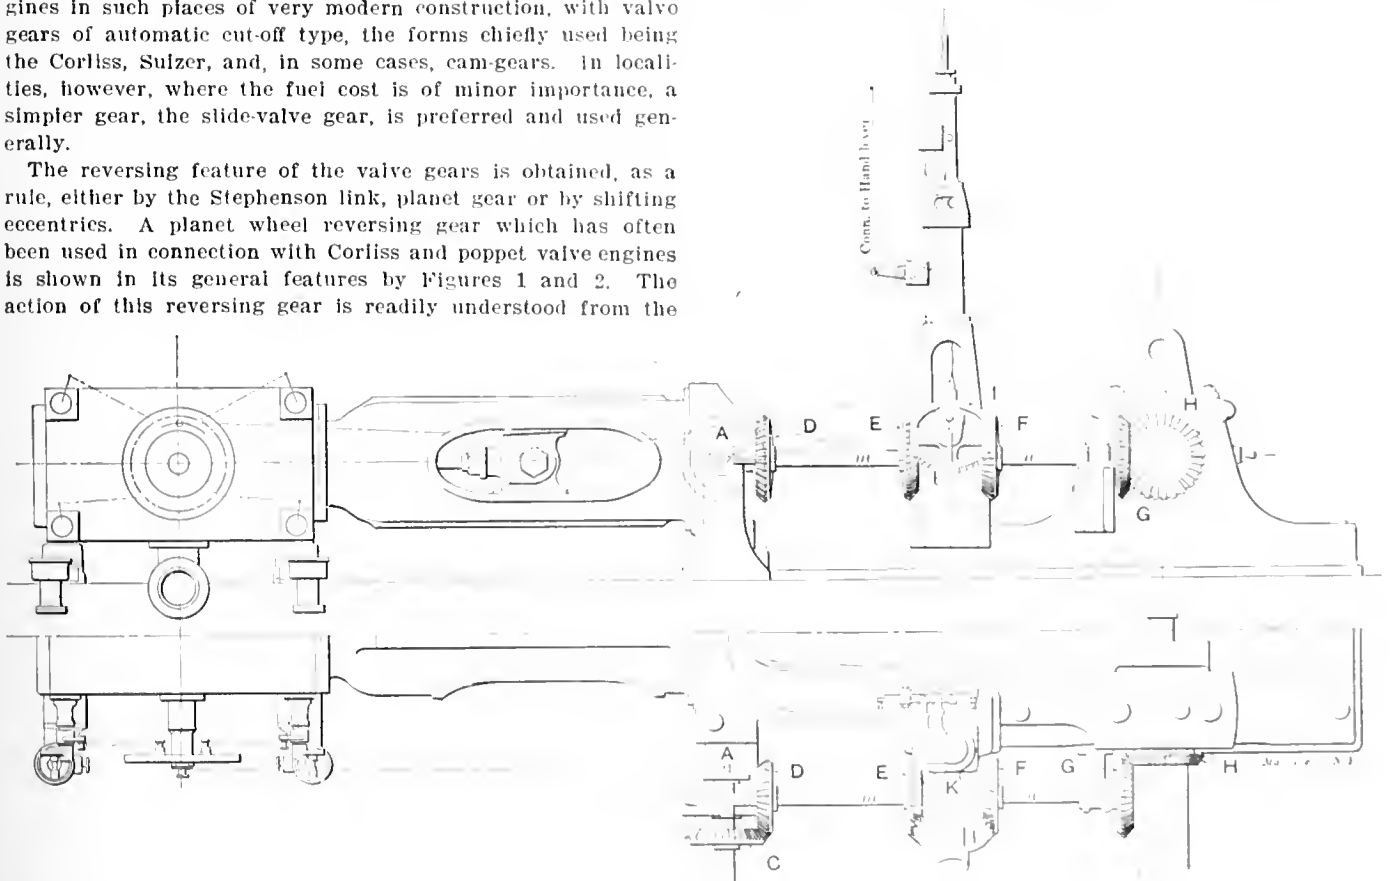 gines in such places of very modern construction, with valve
gears of automatic cut-off type, the forms chiefly used being
the Corliss, Sulzer, and, in some cases, cam-gears. In locali-
ties, however, where the fuel cost is of minor importance, a
simpler gear, the slide-valve gear, is preferred and used gen-
erally.
The reversing feature of the valve gears is obtained, as a
rule, either by the Stephenson link, planet gear or by shifting
eccentrics. A planet wheel reversing gear which has often
been used in connection with Corliss and poppet valve engines
is shown in its general features by Figures 1 and 2. The
action of this reversing gear is readily understood from the
Conn. to Hand lever
A
D
E
F
H
G
A
D
E
K
F
G
H
C